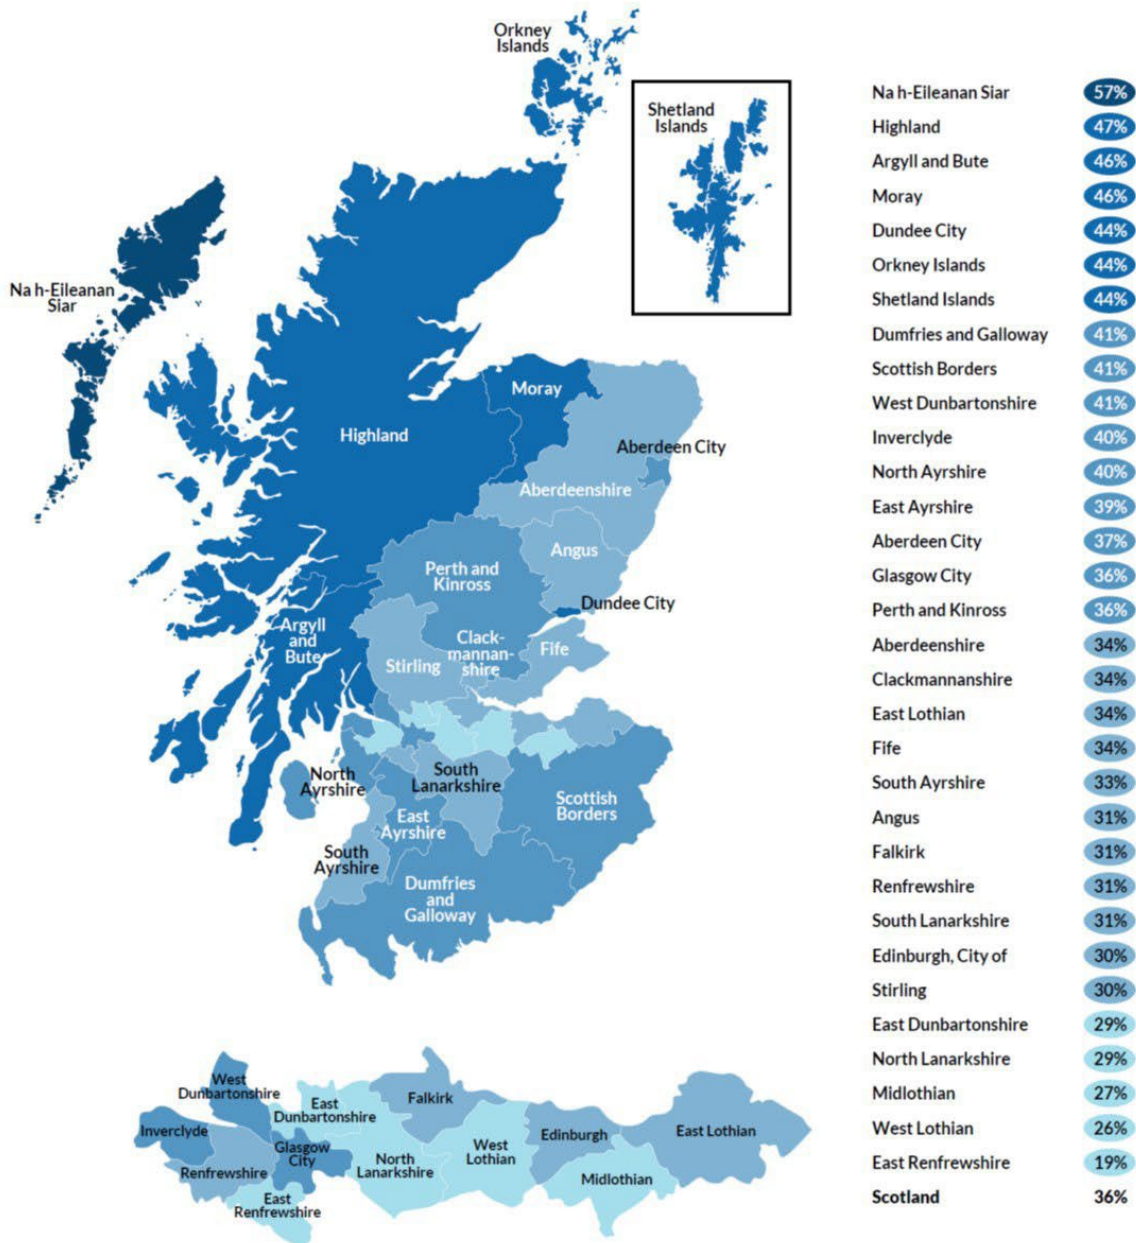 Orkney
Islands
Shetland
Islands
Na h-Eileanan
Siar
Moray
Highland
Aberdeen City
Aberdeenshire
Angus
Perth and
Kinross
Dundee City
Argyll
and
Bute
Clack-
mannan-
shire
Fife
Stirling
North
Ayrshire
South
Lanarkshire
Scottish
Borders
East
Ayrshire
South
Ayrshire
Dumfries
and
Galloway
West
Dunbartonshire
East
Dunbartonshire
Falkirk
Inverclyde
Glasgow
City
Renfrewshire
East
Renfrewshire
North
Lanarkshire
West
Lothian
Edinburgh
East Lothian
Midlothian
Na h-Eileanan Siar 57%
Highland 47%
Argyll and Bute 46%
Moray 46%
Dundee City 44%
Orkney Islands 44%
Shetland Islands 44%
Dumfries and Galloway 41%
Scottish Borders 41%
West Dunbartonshire 41%
Inverclyde 40%
North Ayrshire 40%
East Ayrshire 39%
Aberdeen City 37%
Glasgow City 36%
Perth and Kinross 36%
Aberdeenshire 34%
Clackmannanshire 34%
East Lothian 34%
Fife 34%
South Ayrshire 33%
Angus 31%
Falkirk 31%
Renfrewshire 31%
South Lanarkshire 31%
Edinburgh, City of 30%
Stirling 30%
East Dunbartonshire 29%
North Lanarkshire 29%
Midlothian 27%
West Lothian 26%
East Renfrewshire 19%
Scotland 36%